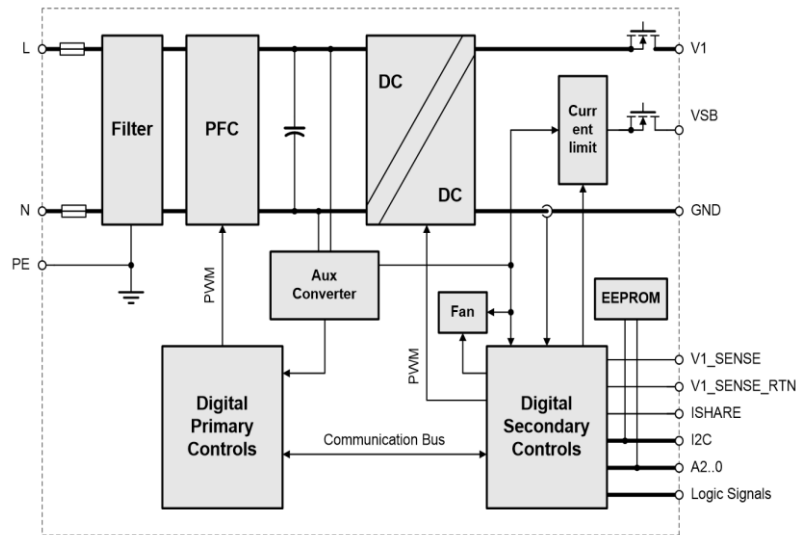 L
V1
DC
Filter
PFC
Curr
ent
limit
VSB
DC
N
GND
PE
PWM
Aux
Converter
Fan
EEPROM
PWM
V1_SENSE
V1_SENSE_RTN
Digital
Primary
Controls
Digital
Secondary
Controls
ISHARE
Communication Bus
I2C
A2..0
Logic Signals